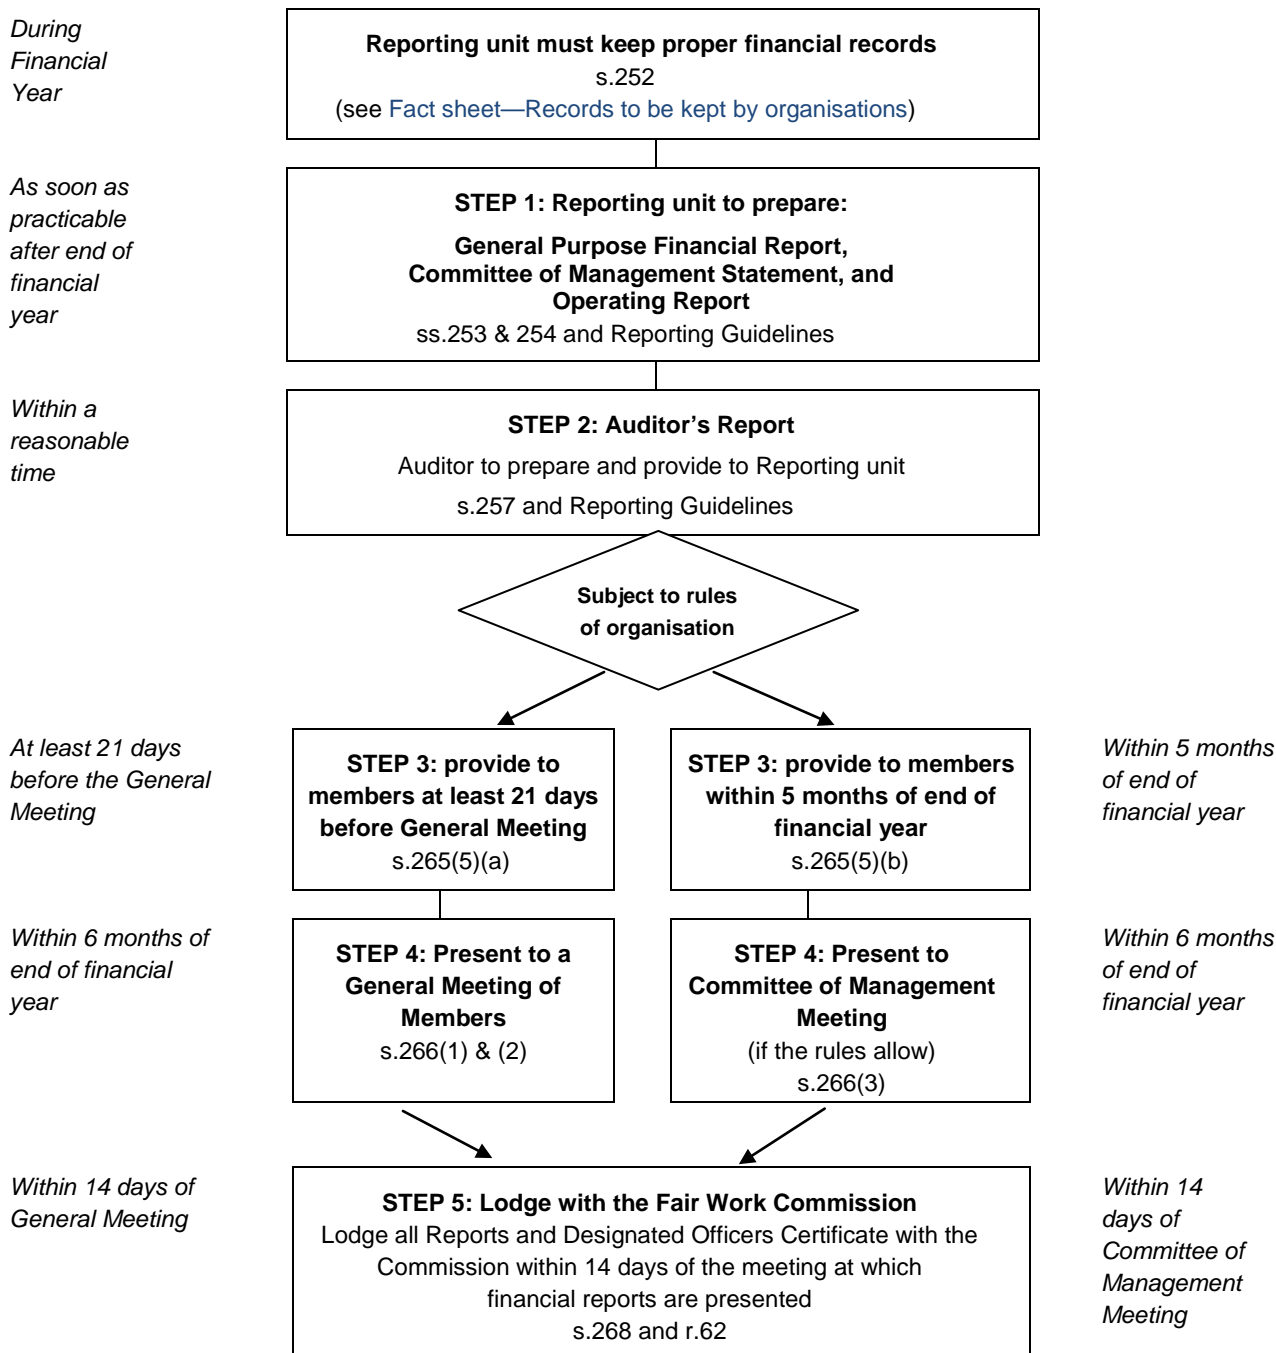 During
Financial
Year
Reporting unit must keep proper financial records
s.252
(see Fact sheet—Records to be kept by organisations)
As soon as
practicable
after end of
financial
year
STEP 1: Reporting unit to prepare:
General Purpose Financial Report,
Committee of Management Statement, and
Operating Report
ss.253 & 254 and Reporting Guidelines
Within a
reasonable
time
STEP 2: Auditor’s Report
Auditor to prepare and provide to Reporting unit
s.257 and Reporting Guidelines
Subject to rules
of organisation
At least 21 days
before the General
Meeting
STEP 3: provide to
members at least 21 days
before General Meeting
s.265(5)(a)
STEP 3: provide to members
within 5 months of end of
financial year
s.265(5)(b)
Within 5 months
of end of
financial year
Within 6 months of
end of financial
year
STEP 4: Present to a
General Meeting of
Members
s.266(1) & (2)
STEP 4: Present to
Committee of Management
Meeting
(if the rules allow)
s.266(3)
Within 6 months
of end of
financial year
Within 14 days of
General Meeting
STEP 5: Lodge with the Fair Work Commission
Lodge all Reports and Designated Officers Certificate with the
Commission within 14 days of the meeting at which
financial reports are presented
s.268 and r.62
Within 14
days of
Committee of
Management
Meeting